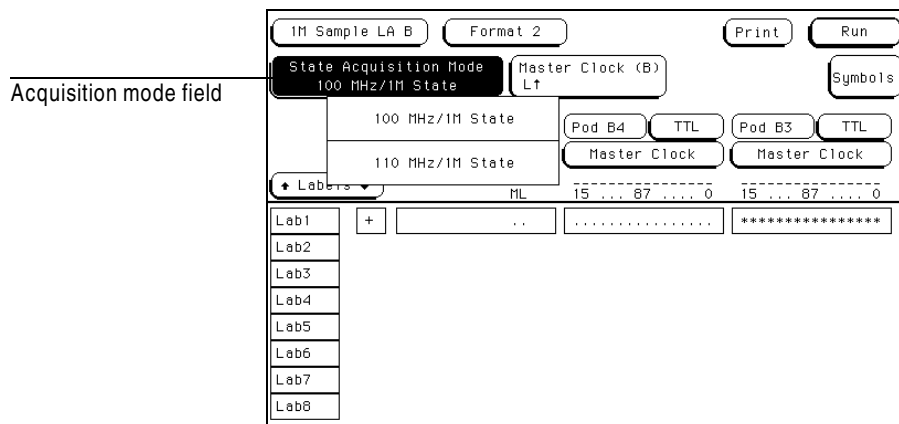 1M Sample LA B Format 2 Print Run
State Acquisition Mode
100 MHz/1M State
Master Clock (B)
L↑
Symbols
Acquisition mode field
100 MHz/1M State
110 MHz/1M State
Pod B4 TTL Pod B3 TTL
Master Clock Master Clock
ML 15 ... 87 .... 0 15 ... 87 .... 0
Lab1 + .. ................ ****************
Lab2
Lab3
Lab4
Lab5
Lab6
Lab7
Lab8